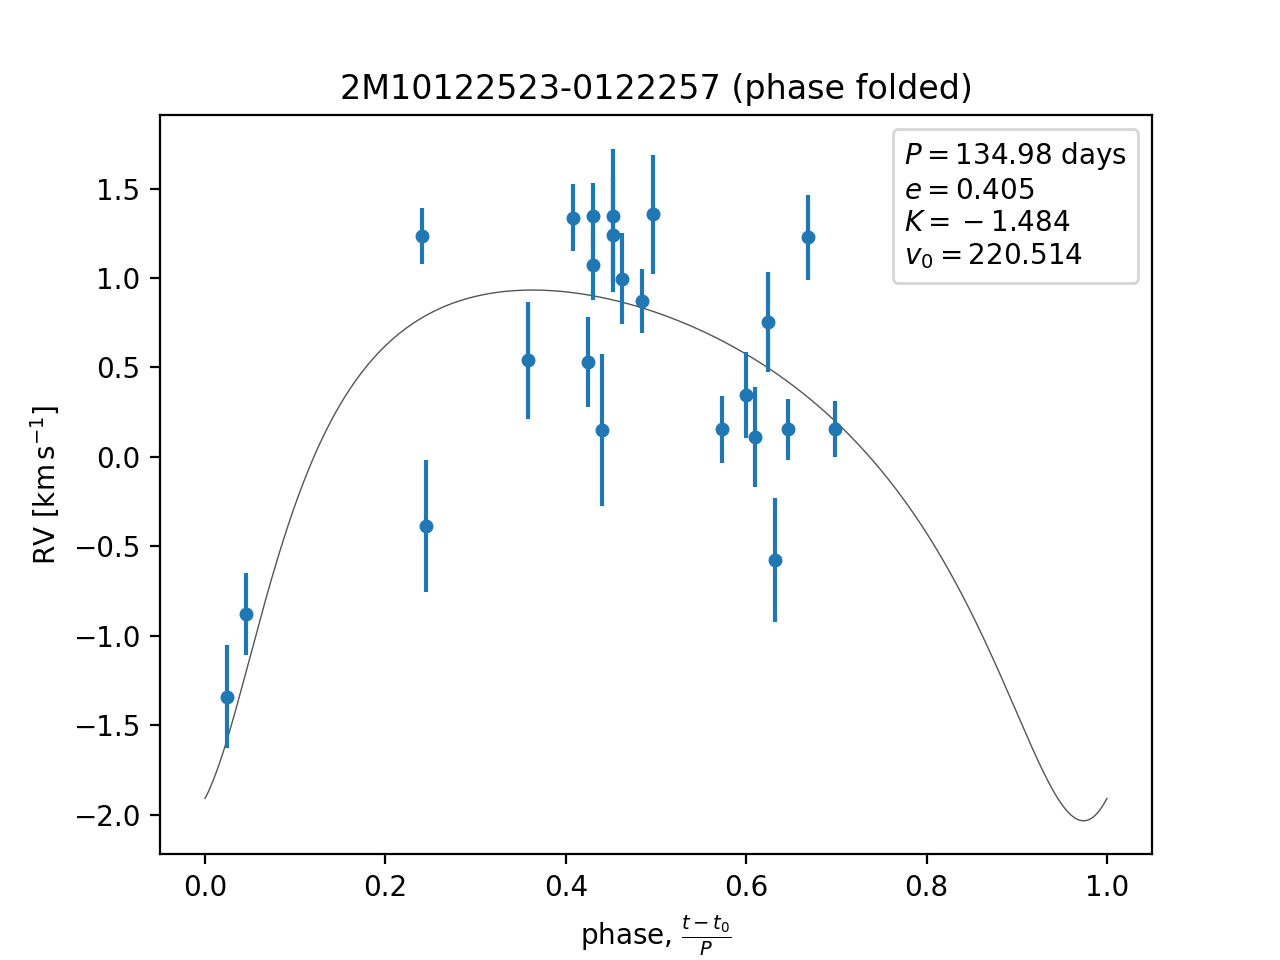 2M10122523-0122257 (phase folded)
P = 134.98 days
e = 0.405
K = −1.484
v₀ = 220.514
1.5
1.0
0.5
0.0
−0.5
−1.0
−1.5
−2.0
RV [km s⁻¹]
0.0 0.2 0.4 0.6 0.8 1.0
phase, (t − t₀)/P